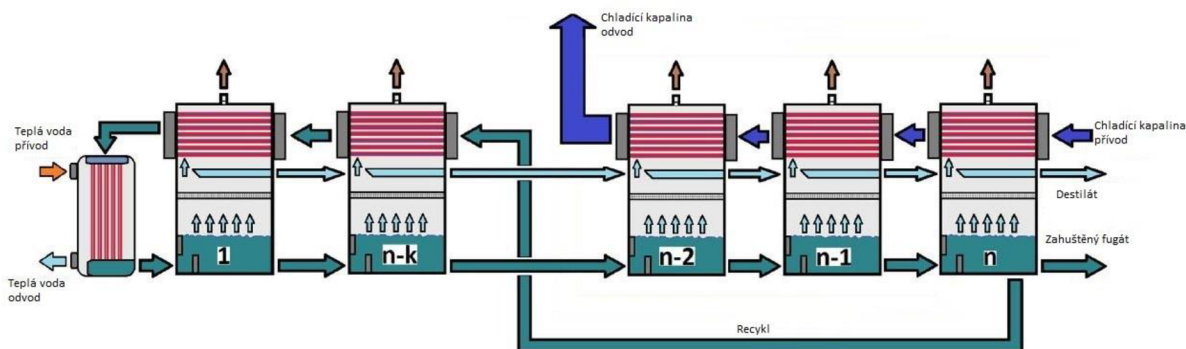 Chladící kapalina
odvod
Teplá voda
přívod
Chladící kapalina
přívod
Destilát
Zahuštěný fugát
1
n-k
n-2
n-1
n
Teplá voda
odvod
Recykl